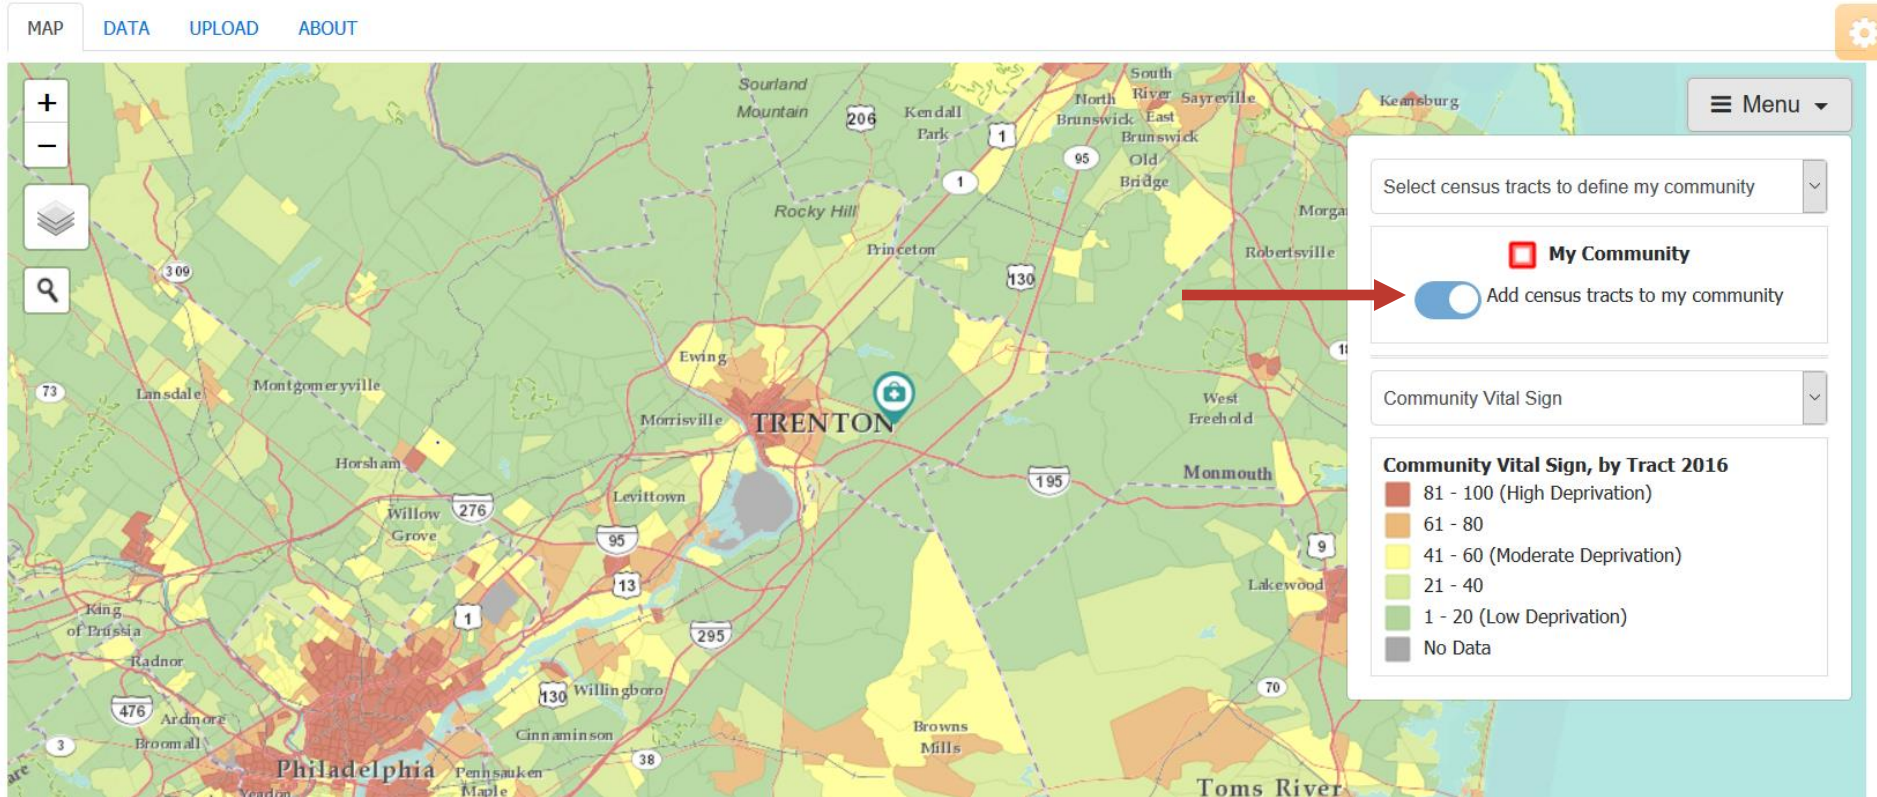 MAP DATA UPLOAD ABOUT
+
−
Menu
Select census tracts to define my community
My Community
Add census tracts to my community
Community Vital Sign
Community Vital Sign, by Tract 2016
81 - 100 (High Deprivation)
61 - 80
41 - 60 (Moderate Deprivation)
21 - 40
1 - 20 (Low Deprivation)
No Data
Sourland
Mountain
206
Kendall
Park
1
South
River
Sayreville
North
Brunswick
East
Brunswick
Keansburg
95
Old
Bridge
1
Rocky Hill
Princeton
130
Robertsville
309
Ewing
73
Lansdale
Montgomeryville
Morrisville
TRENTON
West
Freehold
Horsham
Levittown
195
Monmouth
Willow
Grove
276
95
13
9
Lakewood
King
of Prussia
1
295
Radnor
476
Ardmore
130
Willingboro
70
3
Broomall
Cinnaminson
Browns
Mills
38
Philadelphia
Pennsauken
Maple
Yeadon
Toms River